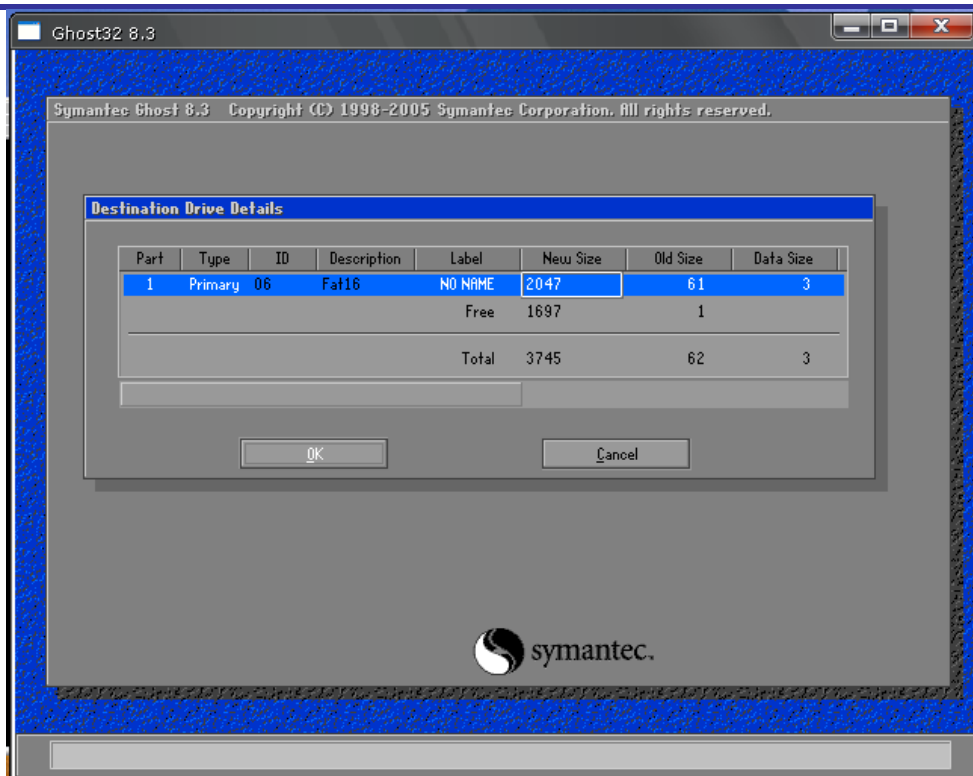 Ghost32 8.3
Symantec Ghost 8.3 Copyright (C) 1998-2005 Symantec Corporation. All rights reserved.
Destination Drive Details
Part Type ID Description Label New Size Old Size Data Size
1 Primary 06 Fat16 NO NAME 2047 61 3
Free 1697 1
Total 3745 62 3
OK Cancel
symantec.